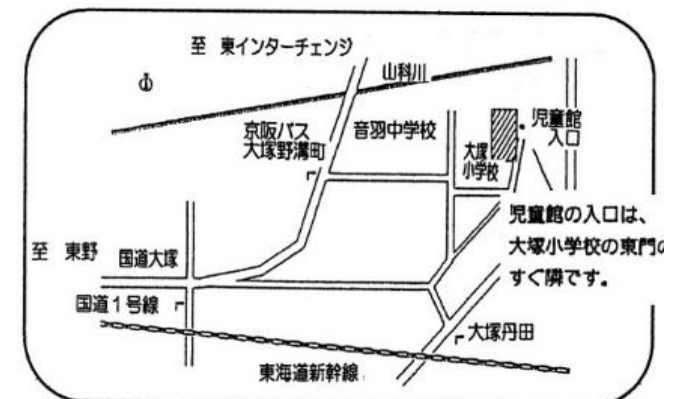 至 東インターチェンジ
山科川
京阪バス
大塚野溝町
音羽中学校
大塚
小学校
児童館
入口
児童館の入口は、
大塚小学校の東門の
すぐ隣です。
至 東野
国道大塚
国道1号線
大塚丹田
東海道新幹線